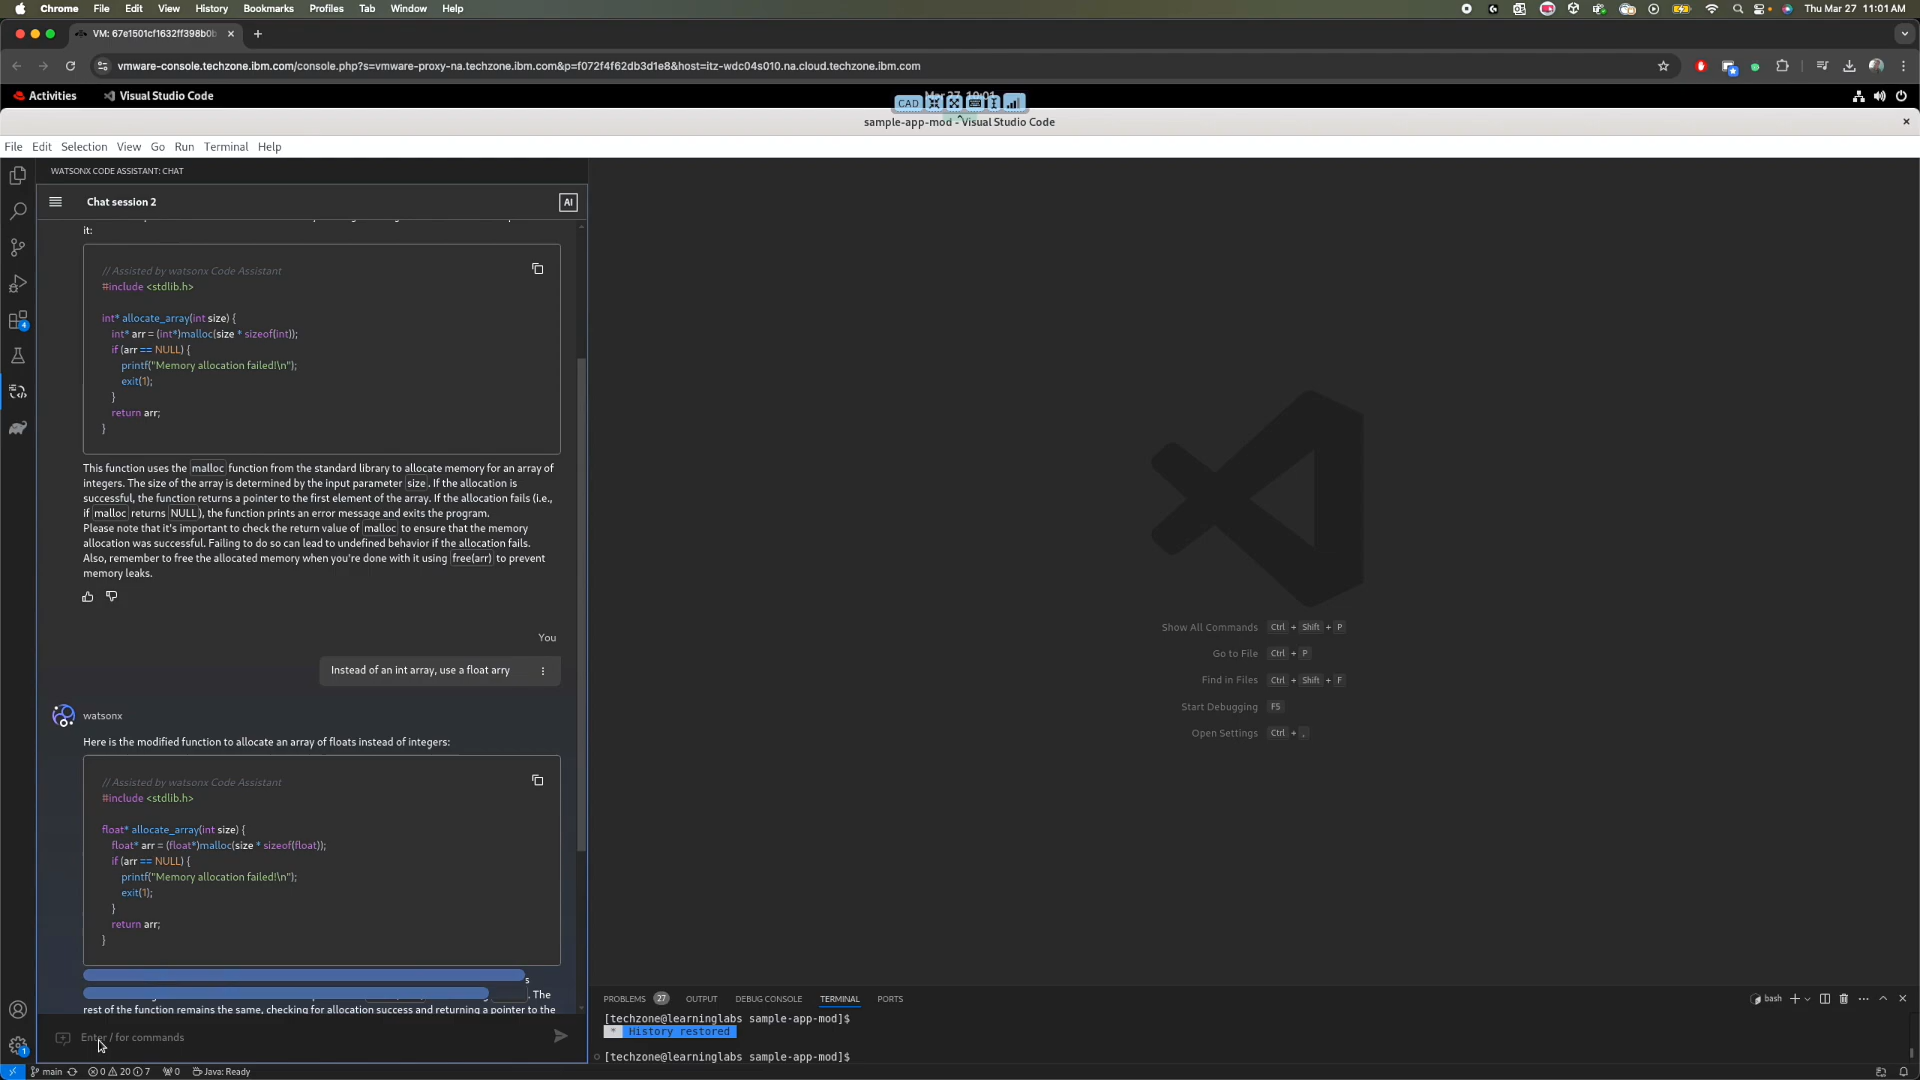 Chrome File Edit View History Bookmarks Profiles Tab Window Help Thu Mar 27 11:01 AM
VM: 67e1501cf1632ff398b0b
vmware-console.techzone.ibm.com/console.php?s=vmware-proxy-na.techzone.ibm.com&p=f072f4f62db3d1e8&host=itz-wdc04s010.na.cloud.techzone.ibm.com
Activities Visual Studio Code
CAD
sample-app-mod - Visual Studio Code
File Edit Selection View Go Run Terminal Help
WATSONX CODE ASSISTANT: CHAT
Chat session 2 AI
it:
// Assisted by watsonx Code Assistant
#include <stdlib.h>
int* allocate_array(int size) {
int* arr = (int*)malloc(size * sizeof(int));
if (arr == NULL) {
printf("Memory allocation failed!\n");
exit(1);
}
return arr;
}
This function uses the malloc function from the standard library to allocate memory for an array of
integers. The size of the array is determined by the input parameter size. If the allocation is
successful, the function returns a pointer to the first element of the array. If the allocation fails (i.e.,
if malloc returns NULL), the function prints an error message and exits the program.
Please note that it's important to check the return value of malloc to ensure that the memory
allocation was successful. Failing to do so can lead to undefined behavior if the allocation fails.
Also, remember to free the allocated memory when you're done with it using free(arr) to prevent
memory leaks.
You
Instead of an int array, use a float arry
watsonx
Here is the modified function to allocate an array of floats instead of integers:
// Assisted by watsonx Code Assistant
#include <stdlib.h>
float* allocate_array(int size) {
float* arr = (float*)malloc(size * sizeof(float));
if (arr == NULL) {
printf("Memory allocation failed!\n");
exit(1);
}
return arr;
}
s
. The
rest of the function remains the same, checking for allocation success and returning a pointer to the
Enter / for commands
Show All Commands Ctrl + Shift + P
Go to File Ctrl + P
Find in Files Ctrl + Shift + F
Start Debugging F5
Open Settings Ctrl + ,
PROBLEMS 27 OUTPUT DEBUG CONSOLE TERMINAL PORTS bash
[techzone@learninglabs sample-app-mod]$
* History restored
[techzone@learninglabs sample-app-mod]$
4
1
main 0 20 7 0 Java: Ready